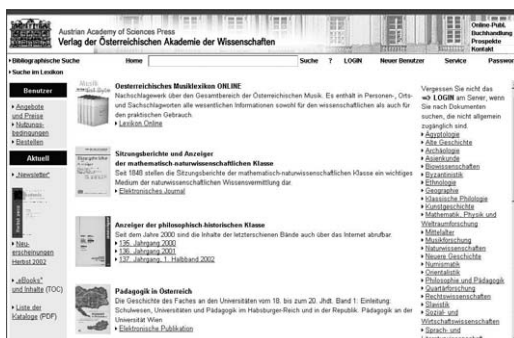 Austrian Academy of Sciences Press
Verlag der Österreichischen Akademie der Wissenschaften
Online-Publ.
Buchhandlung
Prospekte
Kontakt
Bibliographische Suche
Home
Suche
?
LOGIN
Neuer Benutzer
Service
Passwor
Suche im Lexikon
Benutzer
Angebote
und Preise
Nutzungs-
bedingungen
Bestellen
Aktuell
„Newsletter"
Neu-
erscheinungen
Herbst 2002
„eBooks"
und Inhalte (TOC)
Liste der
Kataloge (PDF)
Oesterreichisches Musiklexikon ONLINE
Nachschlagewerk über den Gesamtbereich der Österreichischen Musik. Es enthält in Personen-, Orts-
und Sachschlagworten alle wesentlichen Informationen sowohl für den wissenschaftlichen als auch für
den praktischen Gebrauch.
Lexikon Online
Sitzungsberichte und Anzeiger
der mathematisch-naturwissenschaftlichen Klasse
Seit 1848 stellen die Sitzungsberichte der mathematisch-naturwissenschaftlichen Klasse ein wichtiges
Medium der naturwissenschaftlichen Wissensvermittlung dar.
Elektronisches Journal
Anzeiger der philosophisch-historischen Klasse
Seit dem Jahre 2000 sind die Inhalte der letzterschienen Bände auch über das Internet abrufbar.
135. Jahrgang 2000
136. Jahrgang 2001
137. Jahrgang, 1. Halbband 2002
Pädagogik in Österreich
Die Geschichte des Faches an den Universitäten vom 18. bis zum 20. Jhdt. Band 1: Einleitung:
Schulwesen, Universitäten und Pädagogik im Habsburger-Reich und in der Republik. Pädagogik an der
Universität Wien.
Elektronische Publikation
Vergessen Sie nicht das
=> LOGIN am Server, wenn
Sie nach Dokumenten
suchen, die nicht allgemein
zugänglich sind.
Ägyptologie
Alte Geschichte
Archäologie
Asienkunde
Biowissenschaften
Byzantinistik
Ethnologie
Geographie
Klassische Philologie
Kunstgeschichte
Mathematik, Physik und
Weltraumforschung
Mittelalter
Musikforschung
Naturwissenschaften
Neuere Geschichte
Numismatik
Orientalistik
Philosophie und Pädagogik
Quartärforschung
Rechtswissenschaften
Slavistik
Sozial- und
Wirtschaftswissenschaften
Sprach- und